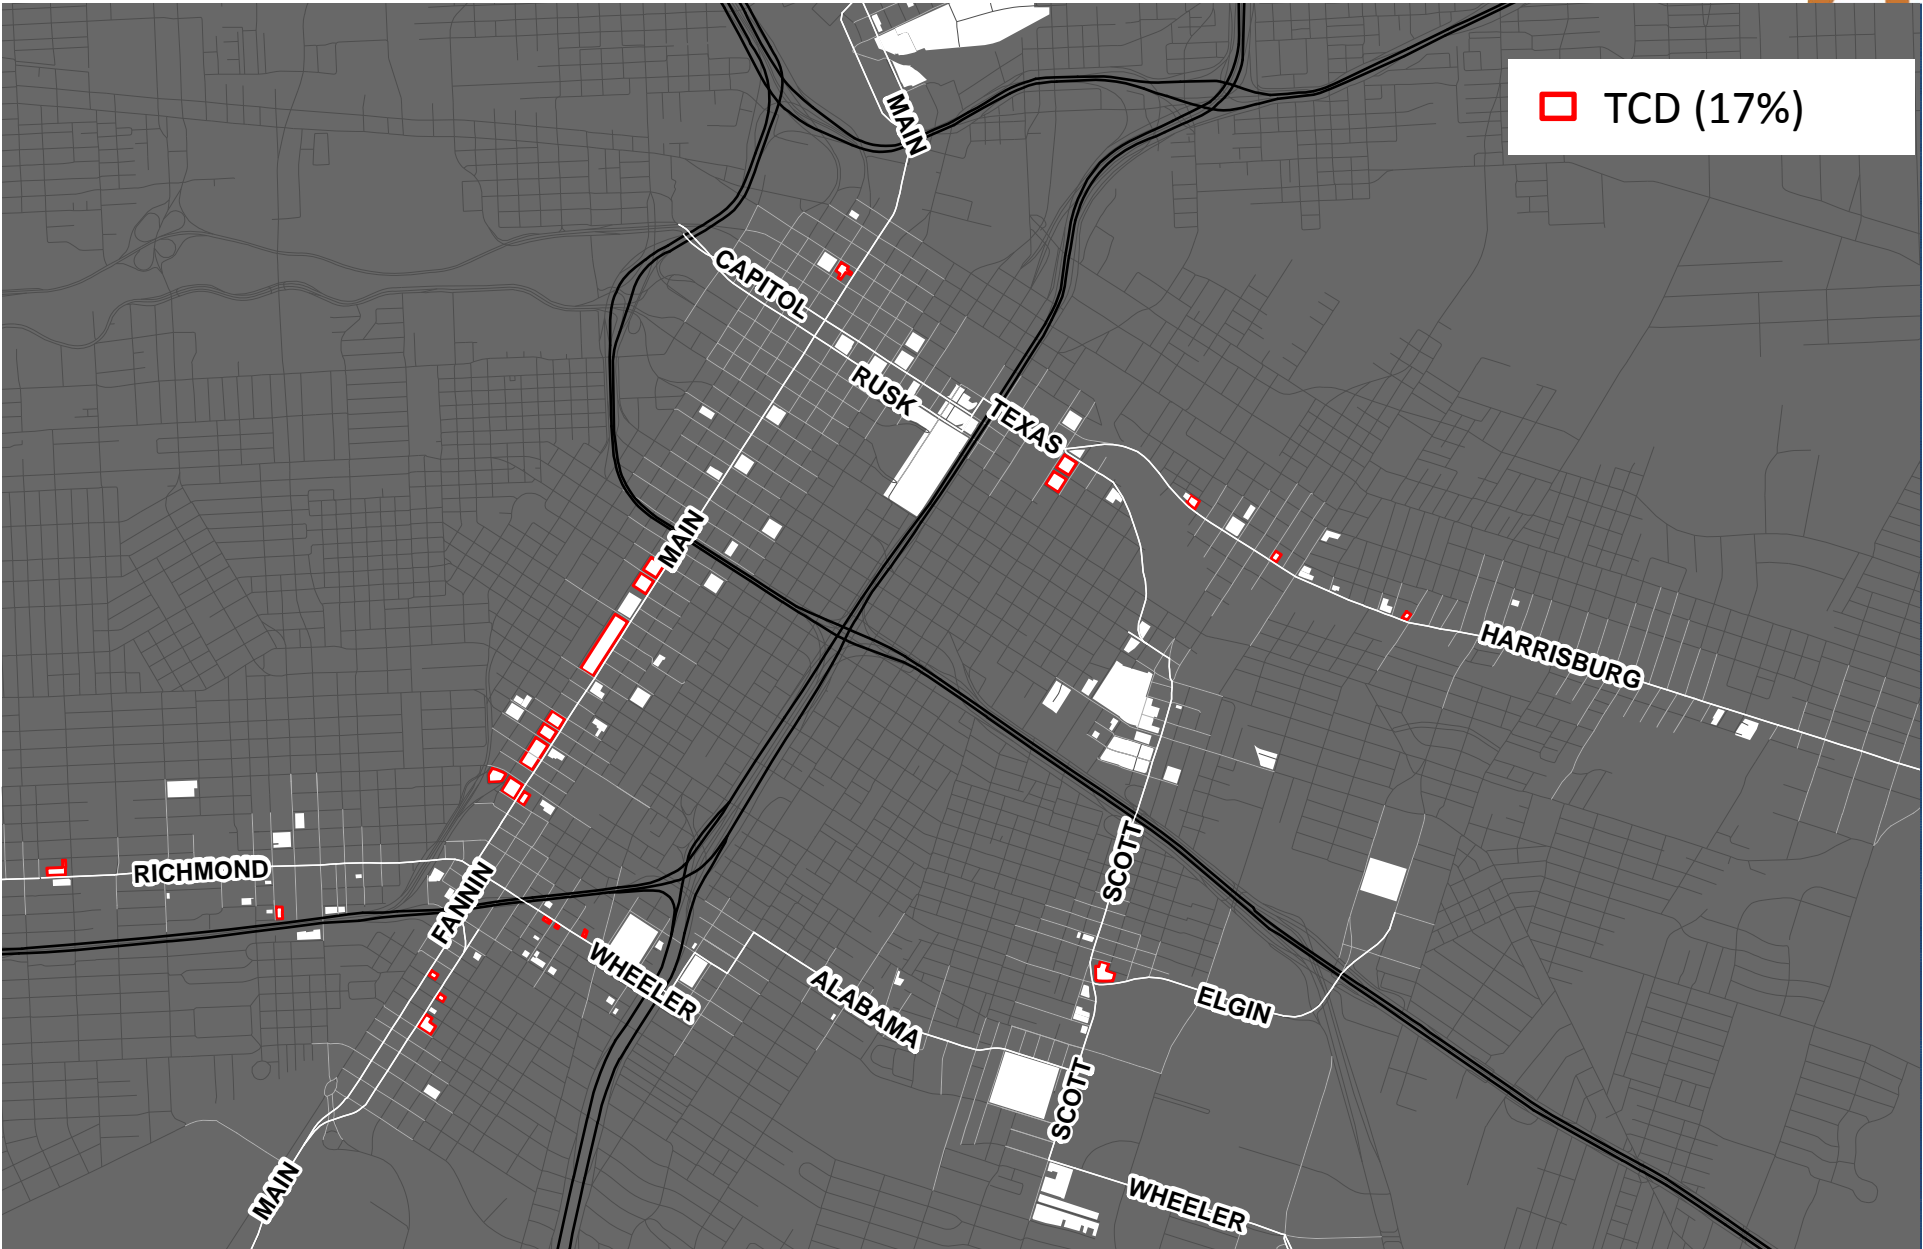 TCD (17%)
MAIN
CAPITOL
RUSK
TEXAS
MAIN
HARRISBURG
RICHMOND
FANNIN
SCOTT
WHEELER
ALABAMA
ELGIN
SCOTT
MAIN
WHEELER